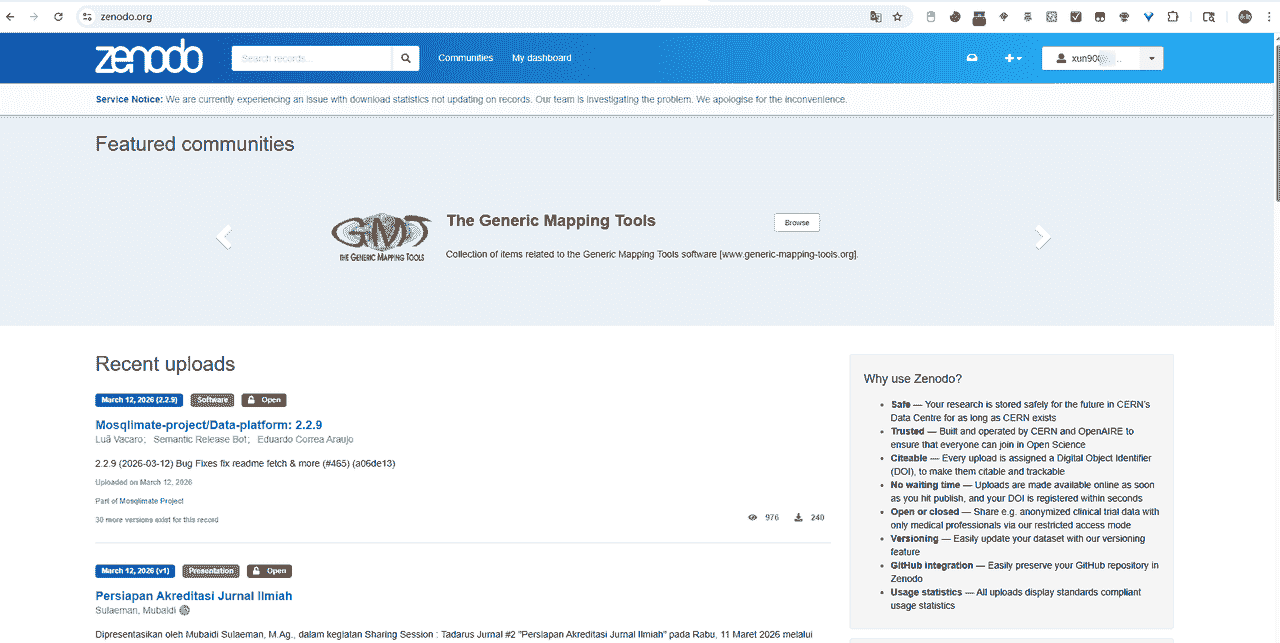 zenodo.org
zenodo
Search records...
Communities
My dashboard
Service Notice: We are currently experiencing an issue with download statistics not updating on records. Our team is investigating the problem. We apologise for the inconvenience.
Featured communities
GMT
THE GENERIC MAPPING TOOLS
The Generic Mapping Tools
Browse
Collection of items related to the Generic Mapping Tools software [www.generic-mapping-tools.org].
Recent uploads
March 12, 2026 (2.2.9) Software Open
Mosqlimate-project/Data-platform: 2.2.9
Luã Vacaro; Semantic Release Bot; Eduardo Correa Araujo
2.2.9 (2026-03-12) Bug Fixes fix readme fetch & more (#465) (a06de13)
Uploaded on March 12, 2026
Part of Mosqlimate Project
30 more versions exist for this record
976 240
March 12, 2026 (v1) Presentation Open
Persiapan Akreditasi Jurnal Ilmiah
Sulaeman, Mubaidi
Dipresentasikan oleh Mubaidi Sulaeman, M.Ag., dalam kegiatan Sharing Session : Tadarus Jurnal #2 "Persiapan Akreditasi Jurnal Ilmiah" pada Rabu, 11 Maret 2026 melalui
Why use Zenodo?
Safe — Your research is stored safely for the future in CERN's
Data Centre for as long as CERN exists
Trusted — Built and operated by CERN and OpenAIRE to
ensure that everyone can join in Open Science
Citeable — Every upload is assigned a Digital Object Identifier
(DOI), to make them citable and trackable
No waiting time — Uploads are made available online as soon
as you hit publish, and your DOI is registered within seconds
Open or closed — Share e.g. anonymized clinical trial data with
only medical professionals via our restricted access mode
Versioning — Easily update your dataset with our versioning
feature
GitHub integration — Easily preserve your GitHub repository in
Zenodo
Usage statistics — All uploads display standards compliant
usage statistics